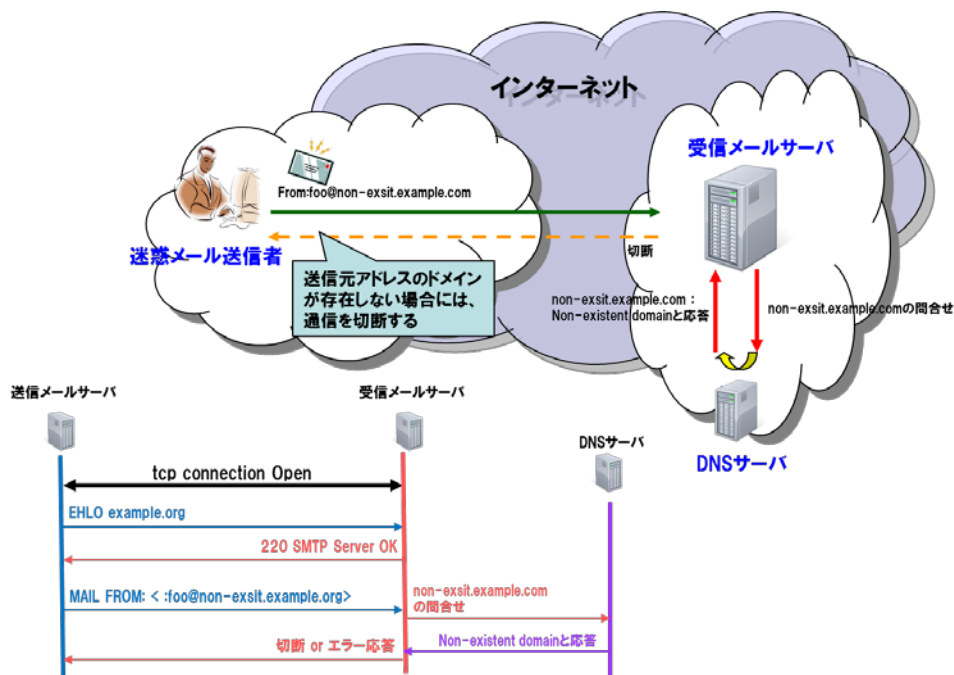 インターネット
受信メールサーバ
From:foo@non-exsit.example.com
迷惑メール送信者
切断
送信元アドレスのドメイン
が存在しない場合には、
通信を切断する
non-exsit.example.com：
Non-existent domainと応答
non-exsit.example.comの問合せ
DNSサーバ
送信メールサーバ
受信メールサーバ
DNSサーバ
tcp connection Open
EHLO example.org
220 SMTP Server OK
MAIL FROM: < :foo@non-exsit.example.org>
non-exsit.example.com
の問合せ
切断 or エラー応答
Non-existent domainと応答